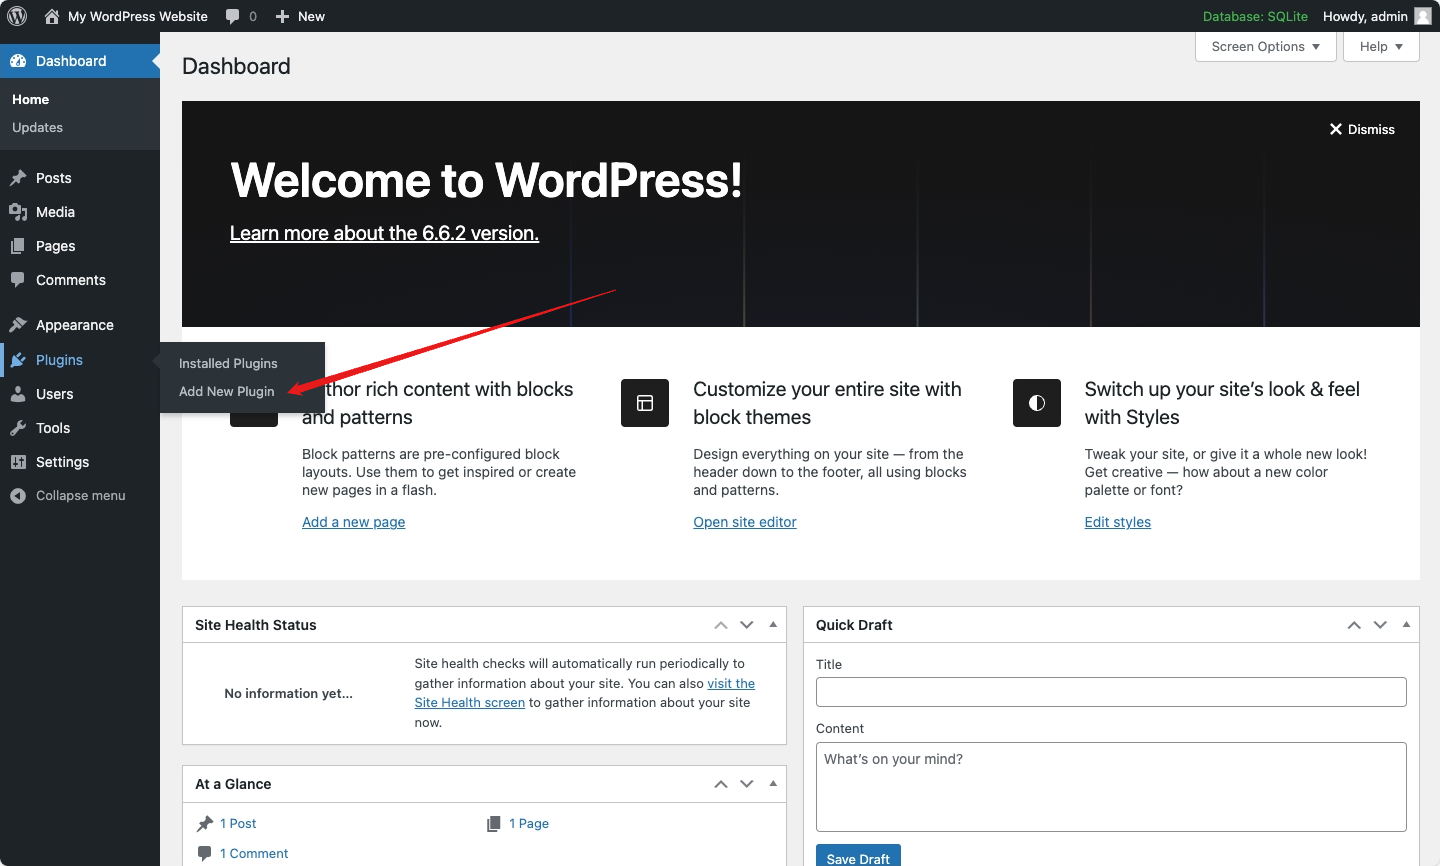 My WordPress Website
0
New
Database: SQLite
Howdy, admin
Dashboard
Home
Updates
Posts
Media
Pages
Comments
Appearance
Plugins
Installed Plugins
Add New Plugin
Users
Tools
Settings
Collapse menu
Screen Options
Help
Dashboard
Dismiss
Welcome to WordPress!
Learn more about the 6.6.2 version.
rich content with blocks
and patterns
Block patterns are pre-configured block
layouts. Use them to get inspired or create
new pages in a flash.
Add a new page
Customize your entire site with
block themes
Design everything on your site — from the
header down to the footer, all using blocks
and patterns.
Open site editor
Switch up your site’s look & feel
with Styles
Tweak your site, or give it a whole new look!
Get creative — how about a new color
palette or font?
Edit styles
Site Health Status
No information yet...
Site health checks will automatically run periodically to
gather information about your site. You can also visit the
Site Health screen to gather information about your site
now.
At a Glance
1 Post
1 Page
1 Comment
Quick Draft
Title
Content
What’s on your mind?
Save Draft